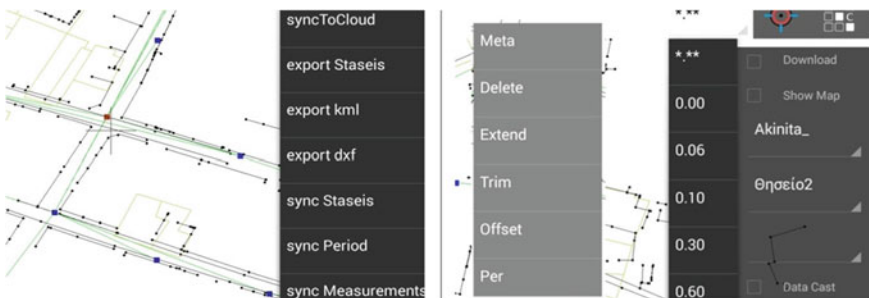 syncToCloud
export Staseis
export kml
export dxf
sync Staseis
sync Period
sync Measurements
Meta
Delete
Extend
Trim
Offset
Per
*.**
*.**
0.00
0.06
0.10
0.30
0.60
C
Download
Show Map
Akinita_
Θησείο2
Data Cast